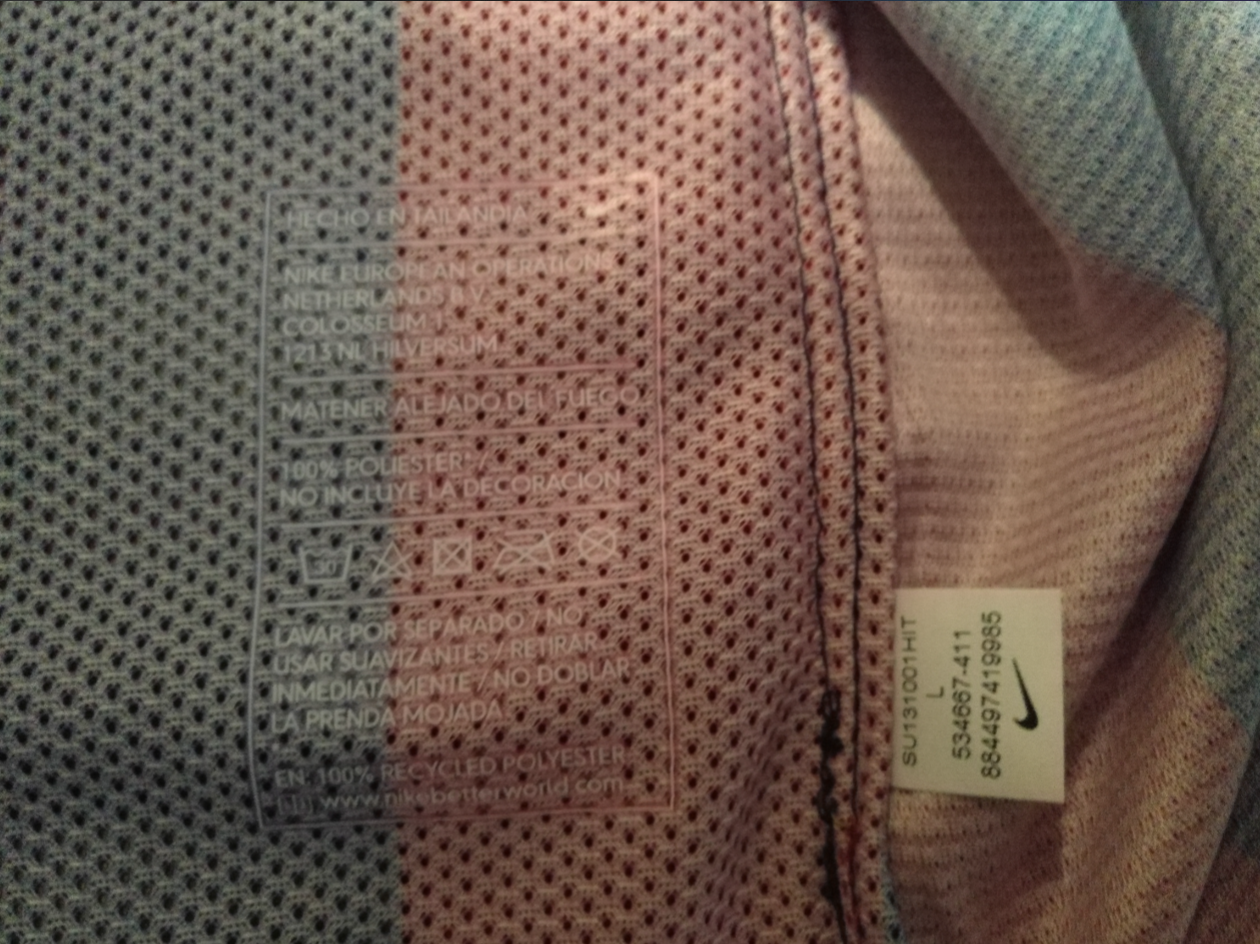 HECHO EN TAILANDIA
NIKE EUROPEAN OPERATIONS
NETHERLANDS B.V.
COLOSSEUM 1
1213 NL HILVERSUM
MATENER ALEJADO DEL FUEGO
100% POLIESTER* /
NO INCLUYE LA DECORACIÓN
30
LAVAR POR SEPARADO / NO
USAR SUAVIZANTES / RETIRAR
INMEDIATAMENTE / NO DOBLAR
LA PRENDA MOJADA
EN: 100% RECYCLED POLYESTER
www.nikebetterworld.com
SU131001HIT
L
534667-411
884497419985